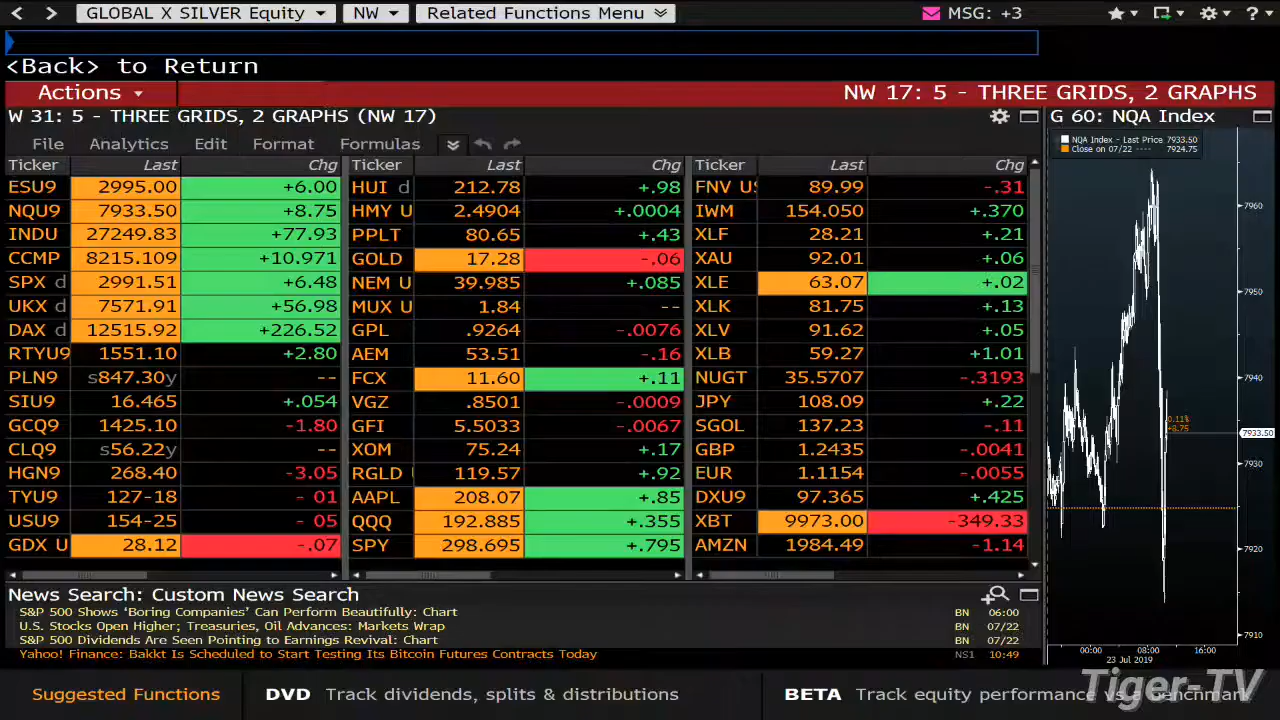 GLOBAL X SILVER Equity NW Related Functions Menu MSG: +3 ?
<Back> to Return
Actions NW 17: 5 - THREE GRIDS, 2 GRAPHS
W 31: 5 - THREE GRIDS, 2 GRAPHS (NW 17) G 60: NQA Index
File Analytics Edit Format Formulas
NQA Index - Last Price 7933.50
Close on 07/22 ---- 7924.75
Ticker Last Chg Ticker Last Chg Ticker Last Chg
ESU9 2995.00 +6.00 HUI d 212.78 +.98 FNV US 89.99 -.31
NQU9 7933.50 +8.75 HMY U 2.4904 +.0004 IWM 154.050 +.370
INDU 27249.83 +77.93 PPLT 80.65 +.43 XLF 28.21 +.21
CCMP 8215.109 +10.971 GOLD 17.28 -.06 XAU 92.01 +.06
SPX d 2991.51 +6.48 NEM U 39.985 +.085 XLE 63.07 +.02
UKX d 7571.91 +56.98 MUX U 1.84 -- XLK 81.75 +.13
DAX d 12515.92 +226.52 GPL .9264 -.0076 XLV 91.62 +.05
RTYU9 1551.10 +2.80 AEM 53.51 -.16 XLB 59.27 +1.01
PLN9 s847.30y -- FCX 11.60 +.11 NUGT 35.5707 -.3193
SIU9 16.465 +.054 VGZ .8501 -.0009 JPY 108.09 +.22
GCQ9 1425.10 -1.80 GFI 5.5033 -.0067 SGOL 137.23 -.11
CLQ9 s56.22y -- XOM 75.24 +.17 GBP 1.2435 -.0041
HGN9 268.40 -3.05 RGLD 119.57 +.92 EUR 1.1154 -.0055
TYU9 127-18 - 01 AAPL 208.07 +.85 DXU9 97.365 +.425
USU9 154-25 - 05 QQQ 192.885 +.355 XBT 9973.00 -349.33
GDX U 28.12 -.07 SPY 298.695 +.795 AMZN 1984.49 -1.14
7960
7950
7940
0.11%
+8.75
7933.50
7930
7920
7910
00:00 08:00 16:00
23 Jul 2019
News Search: Custom News Search
S&P 500 Shows 'Boring Companies' Can Perform Beautifully: Chart BN 06:00
U.S. Stocks Open Higher; Treasuries, Oil Advances: Markets Wrap BN 07/22
S&P 500 Dividends Are Seen Pointing to Earnings Revival: Chart BN 07/22
Yahoo! Finance: Bakkt Is Scheduled to Start Testing Its Bitcoin Futures Contracts Today NS1 10:49
Suggested Functions DVD Track dividends, splits & distributions BETA Track equity performance vs a benchmark
Tiger-TV